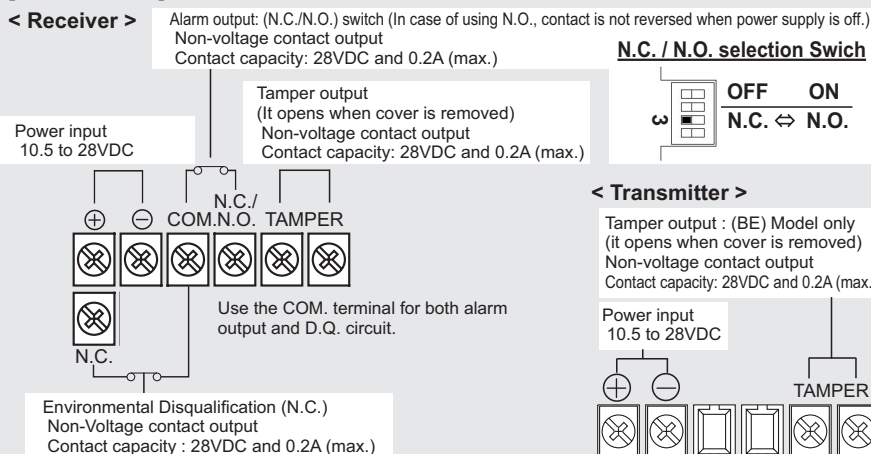 < Receiver >
Alarm output: (N.C./N.O.) switch (In case of using N.O., contact is not reversed when power supply is off.)
Non-voltage contact output
Contact capacity: 28VDC and 0.2A (max.)
N.C. / N.O. selection Swich
OFF ON
3
N.C. ⇔ N.O.
Tamper output
(It opens when cover is removed)
Non-voltage contact output
Contact capacity: 28VDC and 0.2A (max.)
Power input
10.5 to 28VDC
N.C./
⊕ ⊖ COM.N.O. TAMPER
Use the COM. terminal for both alarm
output and D.Q. circuit.
N.C.
Environmental Disqualification (N.C.)
Non-Voltage contact output
Contact capacity : 28VDC and 0.2A (max.)
< Transmitter >
Tamper output : (BE) Model only
(it opens when cover is removed)
Non-voltage contact output
Contact capacity: 28VDC and 0.2A (max.
Power input
10.5 to 28VDC
⊕ ⊖ TAMPER